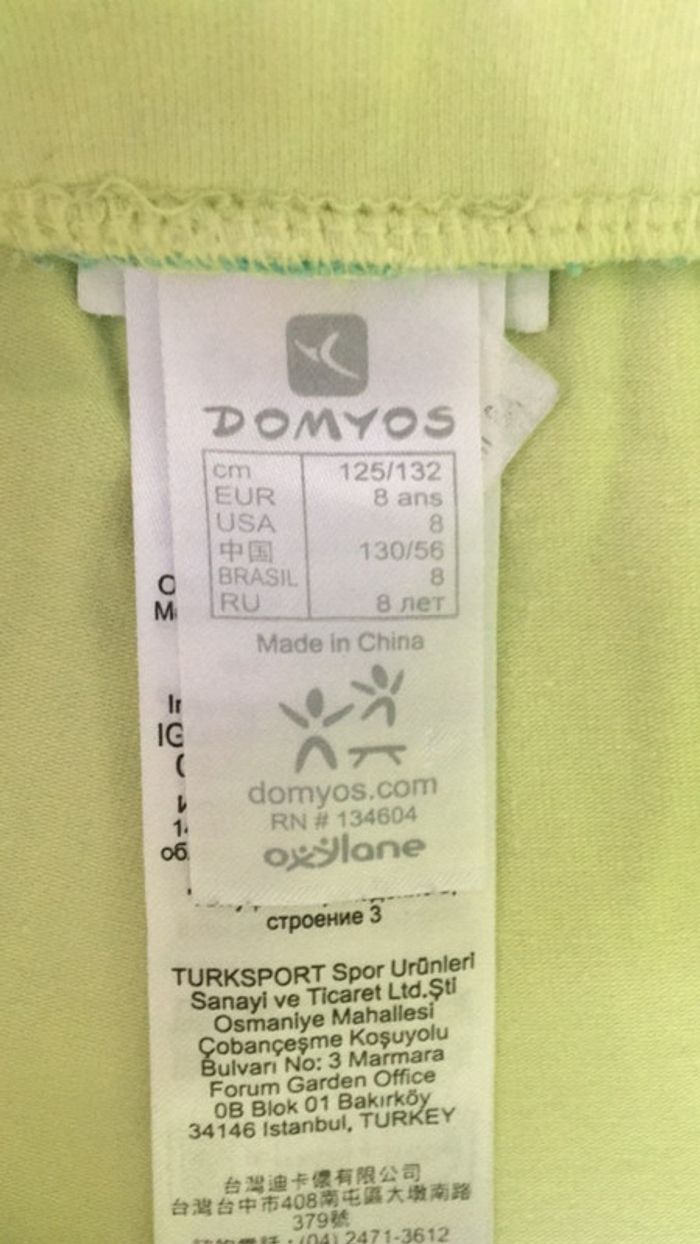 DOMYOS
cm 125/132
EUR 8 ans
USA 8
中国 130/56
BRASIL 8
RU 8 лет
Made in China
domyos.com
RN # 134604
oxylane
строение 3
TURKSPORT Spor Urūnleri
Sanayi ve Ticaret Ltd.Şti
Osmaniye Mahallesi
Çobançeşme Koşuyolu
Bulvarı No: 3 Marmara
Forum Garden Office
0B Blok 01 Bakırköy
34146 Istanbul, TURKEY
台灣迪卡儂有限公司
台灣台中市408南屯區大墩南路
379號
(04) 2471-3612